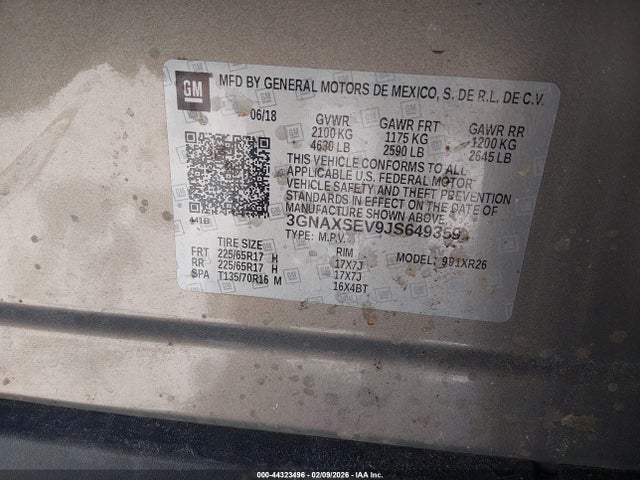 GM
MFD BY GENERAL MOTORS DE MEXICO, S. DE R.L. DE C.V.
06/18 GVWR GAWR FRT GAWR RR
2100 KG 1175 KG 1200 KG
4630 LB 2590 LB 2645 LB
THIS VEHICLE CONFORMS TO ALL
APPLICABLE U.S. FEDERAL MOTOR
VEHICLE SAFETY AND THEFT PREVENTION
STANDARDS IN EFFECT ON THE DATE
OF MANUFACTURE SHOWN ABOVE.
3GNAXSEV9JS649359
TYPE: M.P.V. MODEL: 991XR26
TIRE SIZE RIM
FRT 225/65R17 H 17X7J
RR 225/65R17 H 17X7J
SPA T135/70R16 M 16X4BT
000-44323496 - 02/09/2026 - IAA Inc.